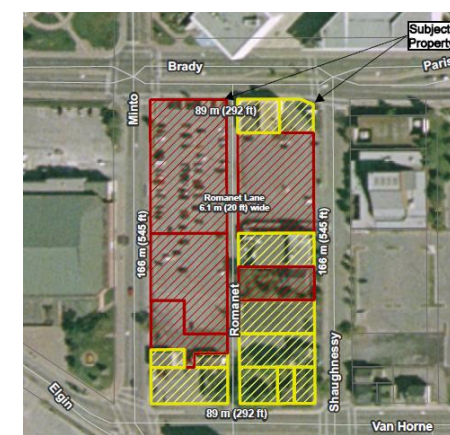 Subject
Property
Brady
Paris
Minto
89 m (292 ft)
Romanet Lane
6.1 m (20 ft) wide
166 m (545 ft)
166 m (545 ft)
Romanet
Shaughnessy
Elgin
89 m (292 ft)
Van Horne